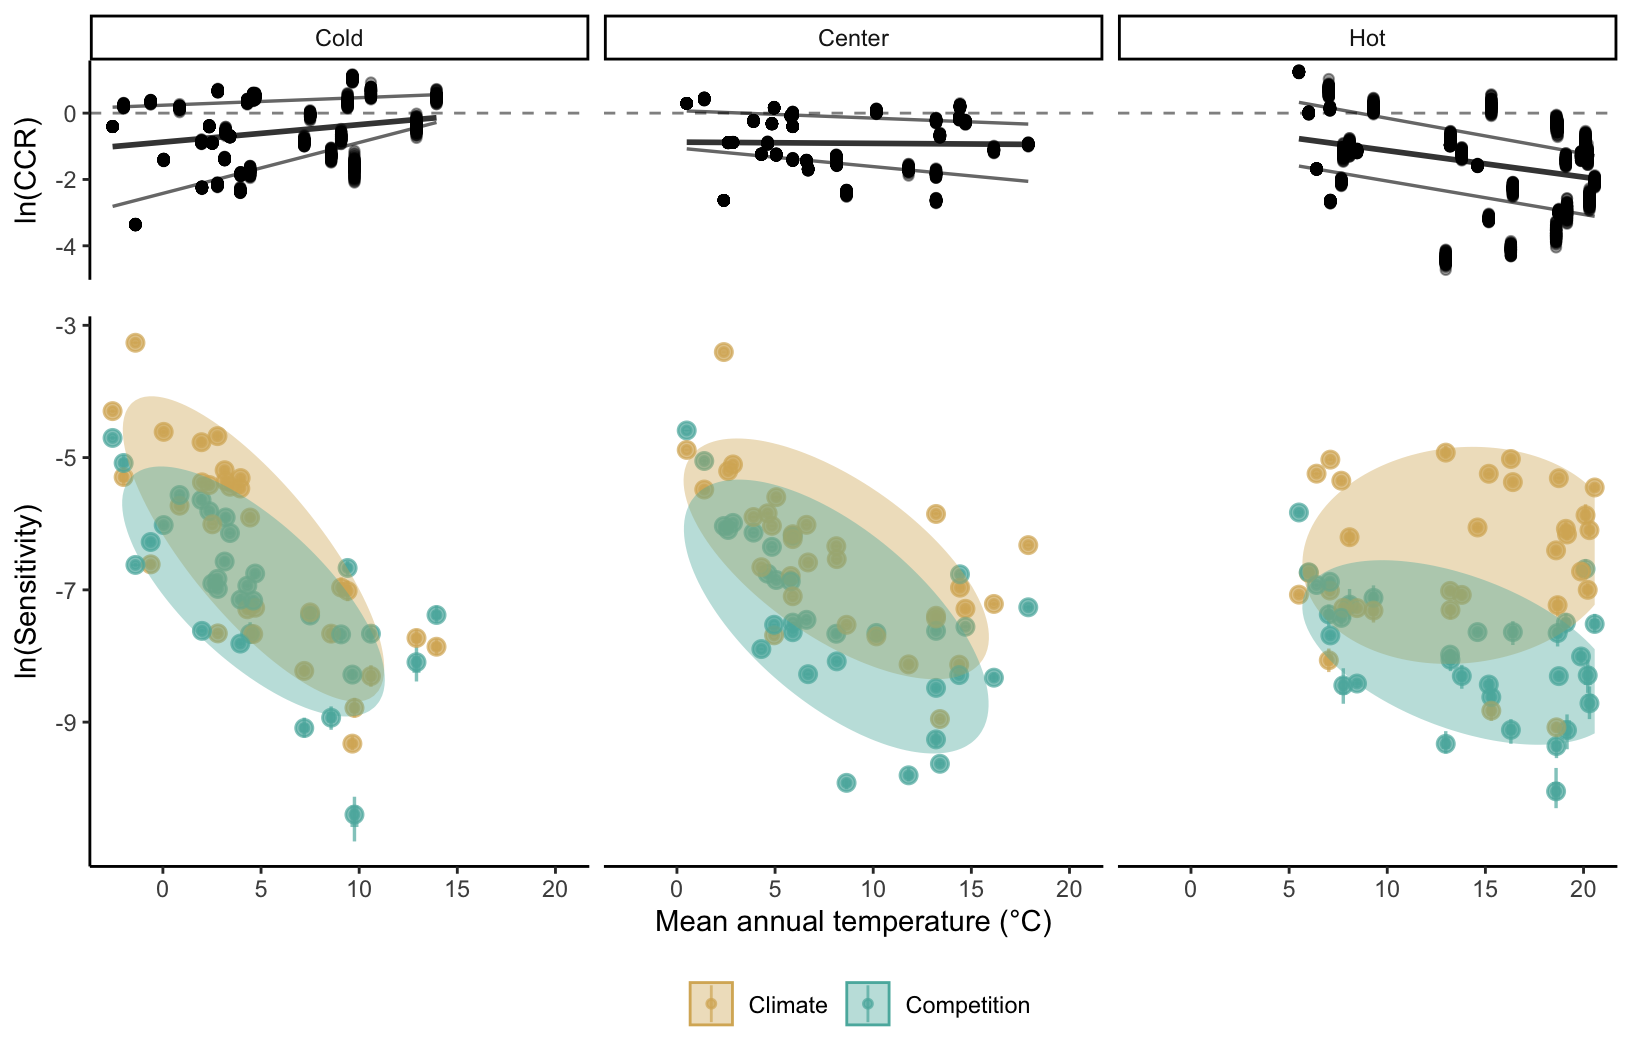 Cold Center Hot
ln(CCR)
0
-2
-4
ln(Sensitivity)
-3
-5
-7
-9
0 5 10 15 20 0 5 10 15 20 0 5 10 15 20
Mean annual temperature (°C)
Climate Competition